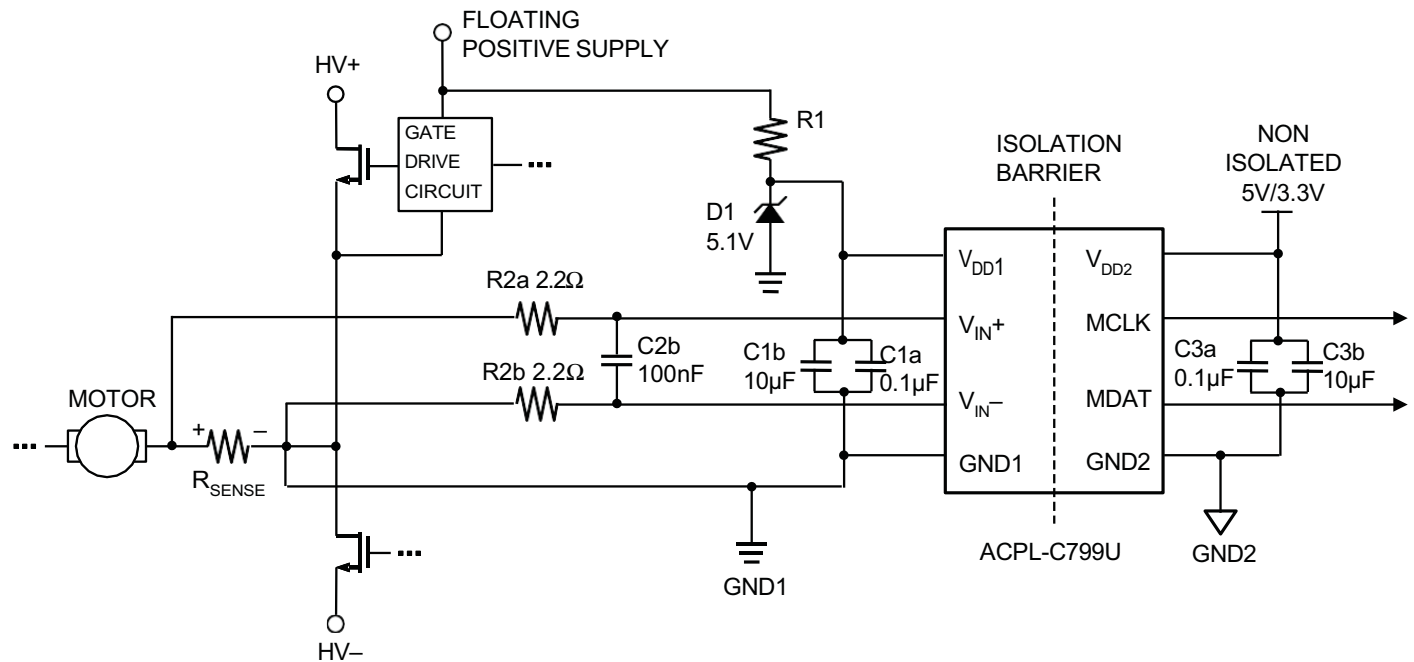 FLOATING
POSITIVE SUPPLY
HV+
GATE
DRIVE
CIRCUIT
R1
D1
5.1V
ISOLATION
BARRIER
NON
ISOLATED
5V/3.3V
R2a 2.2Ω
R2b 2.2Ω
C2b
100nF
C1b
10µF
C1a
0.1µF
VDD1
VIN+
VIN–
GND1
VDD2
MCLK
MDAT
GND2
C3a
0.1µF
C3b
10µF
MOTOR
+
–
RSENSE
GND1
ACPL-C799U
GND2
HV–